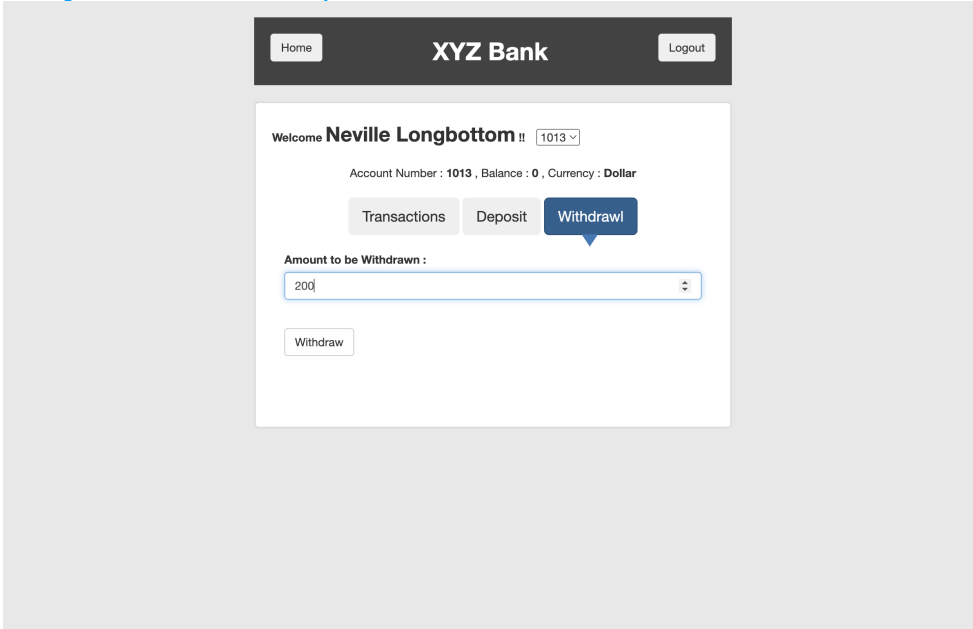 Home XYZ Bank Logout
Welcome Neville Longbottom !! 1013
Account Number : 1013 , Balance : 0 , Currency : Dollar
Transactions Deposit Withdrawl
Amount to be Withdrawn :
200
Withdraw